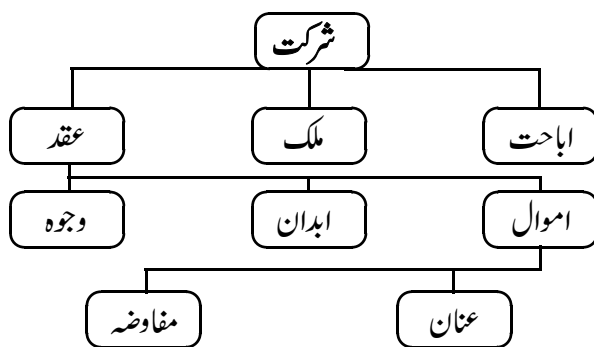 شرکت
اباحت ملک عقد
اموال ابدان وجوہ
عنان مفاوضہ